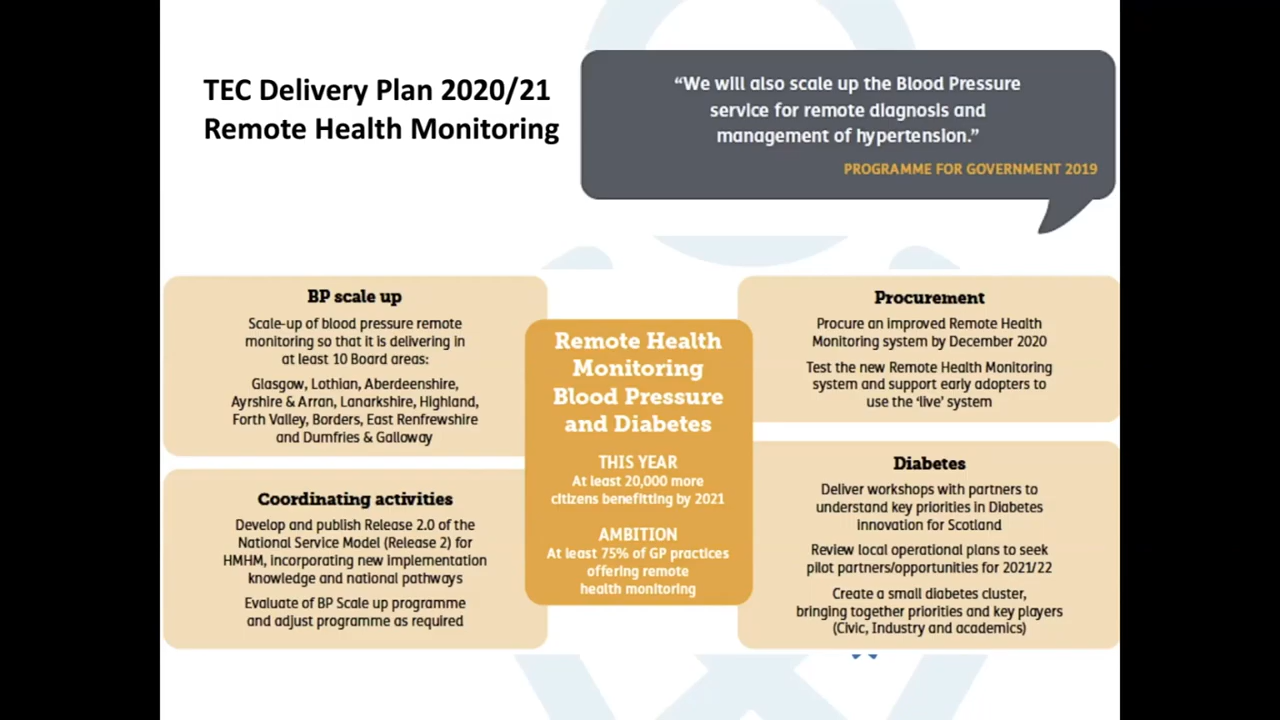 TEC Delivery Plan 2020/21
Remote Health Monitoring
“We will also scale up the Blood Pressure
service for remote diagnosis and
management of hypertension.”
PROGRAMME FOR GOVERNMENT 2019
BP scale up
Scale-up of blood pressure remote
monitoring so that it is delivering in
at least 10 Board areas:
Glasgow, Lothian, Aberdeenshire,
Ayrshire & Arran, Lanarkshire, Highland,
Forth Valley, Borders, East Renfrewshire
and Dumfries & Galloway
Coordinating activities
Develop and publish Release 2.0 of the
National Service Model (Release 2) for
HMHM, incorporating new implementation
knowledge and national pathways
Evaluate of BP Scale up programme
and adjust programme as required
Remote Health
Monitoring
Blood Pressure
and Diabetes
THIS YEAR
At least 20,000 more
citizens benefitting by 2021
AMBITION
At least 75% of GP practices
offering remote
health monitoring
Procurement
Procure an improved Remote Health
Monitoring system by December 2020
Test the new Remote Health Monitoring
system and support early adopters to
use the ‘live’ system
Diabetes
Deliver workshops with partners to
understand key priorities in Diabetes
innovation for Scotland
Review local operational plans to seek
pilot partners/opportunities for 2021/22
Create a small diabetes cluster,
bringing together priorities and key players
(Civic, Industry and academics)